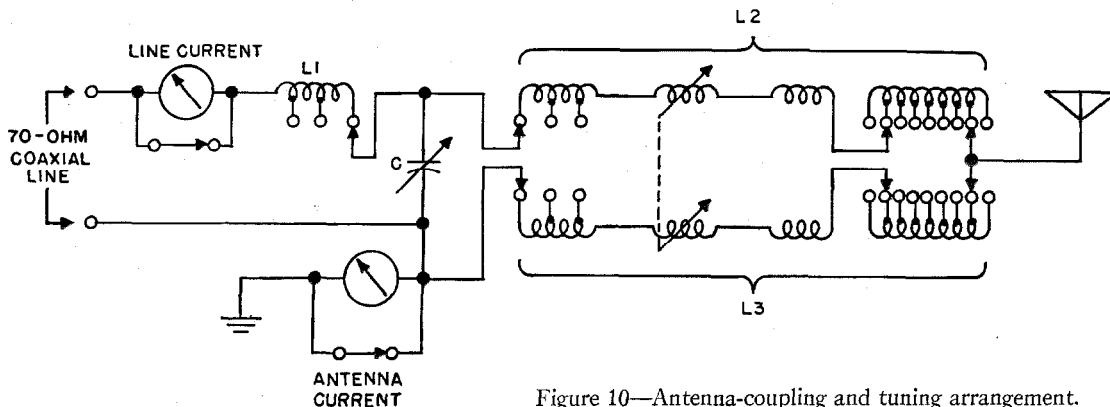 L2
LINE CURRENT
L1
70-OHM
COAXIAL
LINE
C
L3
ANTENNA
CURRENT
Figure 10—Antenna-coupling and tuning arrangement.